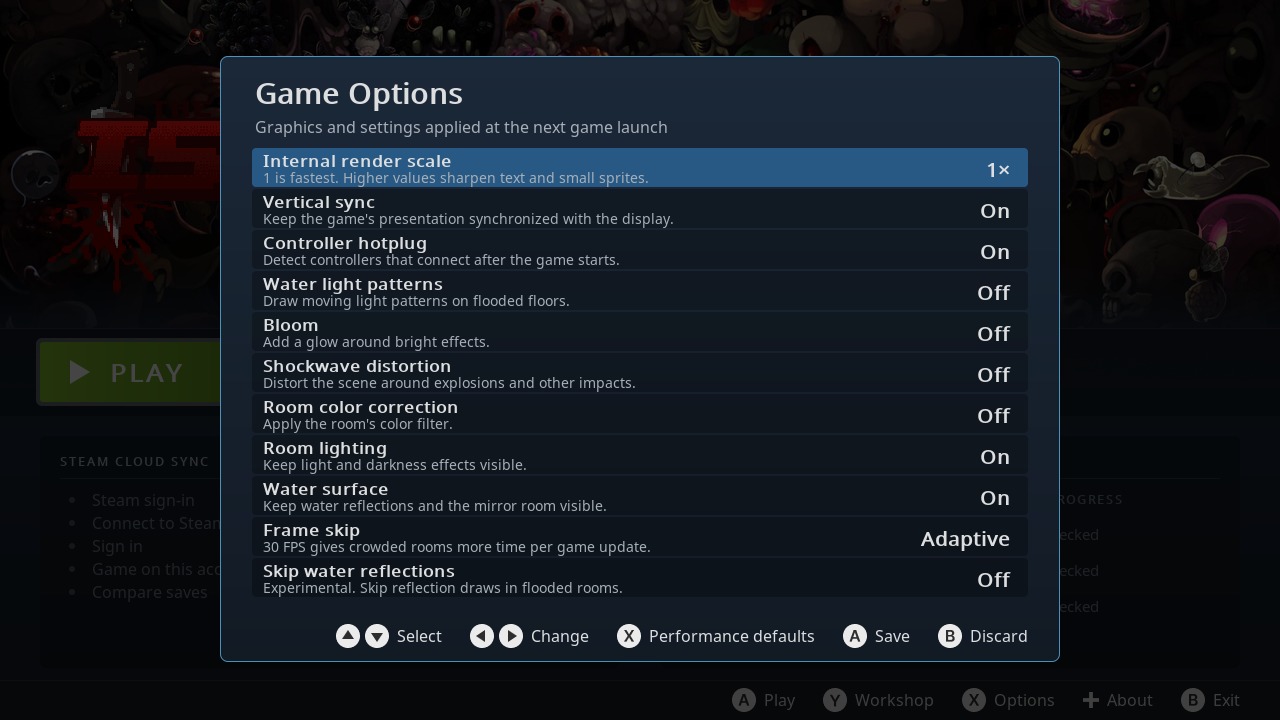 Game Options
Graphics and settings applied at the next game launch
Internal render scale
1 is fastest. Higher values sharpen text and small sprites.
1×
Vertical sync
Keep the game's presentation synchronized with the display.
On
Controller hotplug
Detect controllers that connect after the game starts.
On
Water light patterns
Draw moving light patterns on flooded floors.
Off
Bloom
Add a glow around bright effects.
Off
Shockwave distortion
Distort the scene around explosions and other impacts.
Off
Room color correction
Apply the room's color filter.
Off
Room lighting
Keep light and darkness effects visible.
On
Water surface
Keep water reflections and the mirror room visible.
On
Frame skip
30 FPS gives crowded rooms more time per game update.
Adaptive
Skip water reflections
Experimental. Skip reflection draws in flooded rooms.
Off
Select Change X Performance defaults A Save B Discard
PLAY
STEAM CLOUD SYNC
Steam sign-in
Connect to Steam
Sign in
Game on this
Compare saves
A Play Y Workshop X Options About B Exit